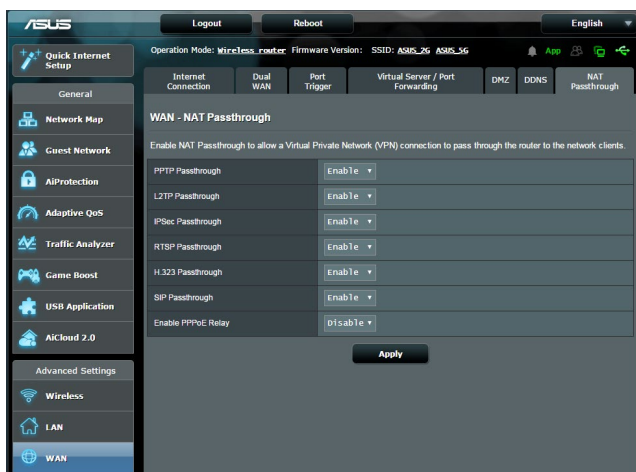 ASUS
Logout
Reboot
English
Quick Internet
Setup
Operation Mode: Wireless router Firmware Version: SSID: ASUS_2G ASUS_5G
App
Internet
Connection
Dual
WAN
Port
Trigger
Virtual Server / Port
Forwarding
DMZ
DDNS
NAT
Passthrough
General
Network Map
Guest Network
AiProtection
Adaptive QoS
Traffic Analyzer
Game Boost
USB Application
AiCloud 2.0
Advanced Settings
Wireless
LAN
WAN
WAN - NAT Passthrough
Enable NAT Passthrough to allow a Virtual Private Network (VPN) connection to pass through the router to the network clients.
PPTP Passthrough Enable
L2TP Passthrough Enable
IPSec Passthrough Enable
RTSP Passthrough Enable
H.323 Passthrough Enable
SIP Passthrough Enable
Enable PPPoE Relay Disable
Apply